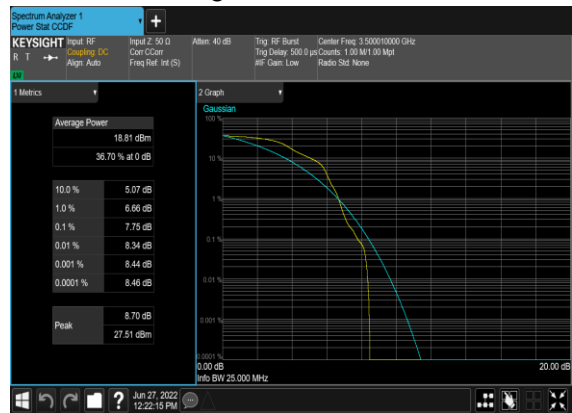 Spectrum Analyzer 1
Power Stat CCDF
KEYSIGHT Input: RF Input Z: 50 Ω Atten: 40 dB Trig: RF Burst Center Freq: 3.500010000 GHz
R T Coupling: DC Corr CCorr Trig Delay: 500.0 µs Counts: 1.00 M/1.00 Mpt
Align: Auto Freq Ref: Int (S) #IF Gain: Low Radio Std: None
1 Metrics
2 Graph
Average Power
18.81 dBm
36.70 % at 0 dB
10.0 % 5.07 dB
1.0 % 6.66 dB
0.1 % 7.75 dB
0.01 % 8.34 dB
0.001 % 8.44 dB
0.0001 % 8.46 dB
Peak 8.70 dB
27.51 dBm
Gaussian
100 %
10 %
1 %
0.1 %
0.01 %
0.001 %
0.0001 %
0.00 dB 20.00 dB
Info BW 25.000 MHz
? Jun 27, 2022
12:22:15 PM